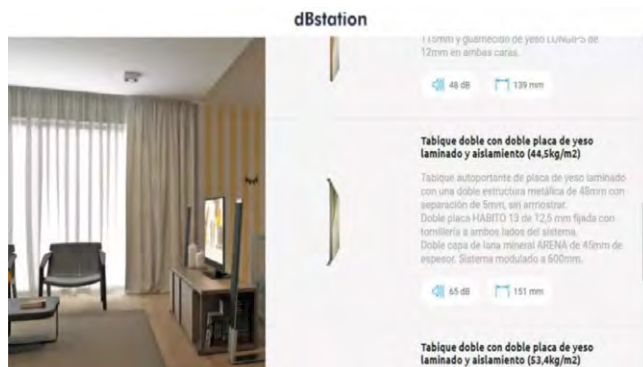 dBstation
115mm y guarnecido de yeso LONGIPS de
12mm en ambas caras.
48 dB
139 mm
Tabique doble con doble placa de yeso
laminado y aislamiento (44,5kg/m2)
Tabique autoportante de placa de yeso laminado
con una doble estructura metálica de 48mm con
separación de 5mm, sin arriostrar.
Doble placa HABITO 13 de 12,5 mm fijada con
tornillería a ambos lados del sistema.
Doble capa de lana mineral ARENA de 45mm de
espesor. Sistema modulado a 600mm.
65 dB
151 mm
Tabique doble con doble placa de yeso
laminado y aislamiento (53,4kg/m2)